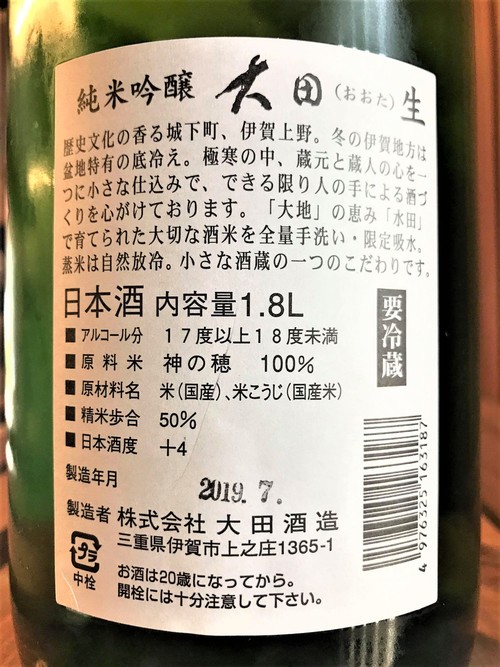 純米吟醸 大田(おおた)生
歴史文化の香る城下町、伊賀上野。冬の伊賀地方は
盆地特有の底冷え。極寒の中、蔵元と蔵人の心を一
つに小さな仕込みで、できる限り人の手による酒づ
くりを心がけております。「大地」の恵み「水田」
で育てられた大切な酒米を全量手洗い・限定吸水。
蒸米は自然放冷。小さな酒蔵の一つのこだわりです。
日本酒 内容量1.8L
要冷蔵
■ アルコール分 17度以上18度未満
■ 原料米 神の穂 100%
■ 原材料名 米(国産)、米こうじ(国産米)
■ 精米歩合 50%
■ 日本酒度 +4
製造年月 2019.7.
製造者 株式会社 大田酒造
三重県伊賀市上之庄1365-1
プラ
中栓
お酒は20歳になってから。
開栓には十分注意して下さい。
4 976325 163187